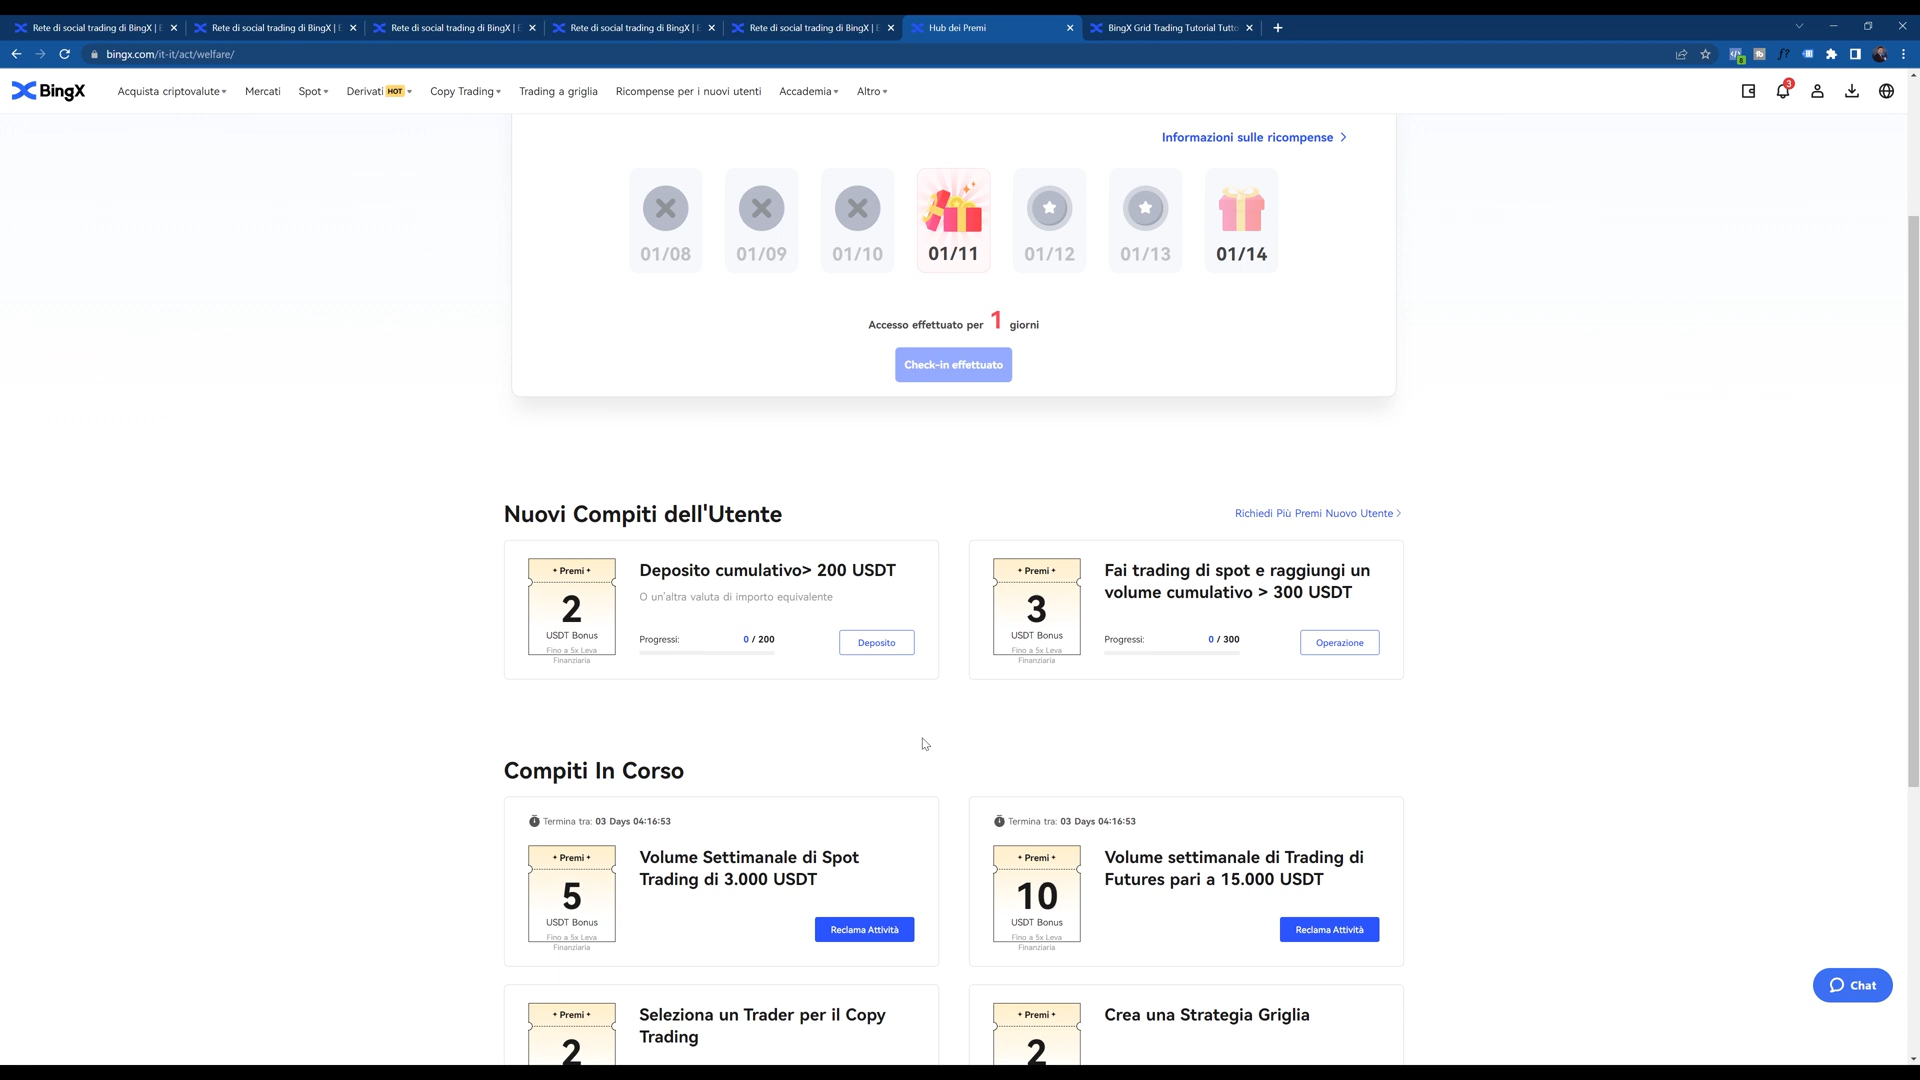 Rete di social trading di BingX | E
Rete di social trading di BingX | E
Rete di social trading di BingX | E
Rete di social trading di BingX | E
Rete di social trading di BingX | E
Hub dei Premi
BingX Grid Trading Tutorial Tutto
bingx.com/it-it/act/welfare/
BingX
Acquista criptovalute
Mercati
Spot
Derivati HOT
Copy Trading
Trading a griglia
Ricompense per i nuovi utenti
Accademia
Altro
3
Informazioni sulle ricompense >
01/08
01/09
01/10
01/11
01/12
01/13
01/14
Accesso effettuato per 1 giorni
Check-in effettuato
Nuovi Compiti dell'Utente
Richiedi Più Premi Nuovo Utente >
Premi
2
USDT Bonus
Fino a 5x Leva
Finanziaria
Deposito cumulativo> 200 USDT
O un'altra valuta di importo equivalente
Progressi: 0 / 200
Deposito
Premi
3
USDT Bonus
Fino a 5x Leva
Finanziaria
Fai trading di spot e raggiungi un
volume cumulativo > 300 USDT
Progressi: 0 / 300
Operazione
Compiti In Corso
Termina tra: 03 Days 04:16:53
Premi
5
USDT Bonus
Fino a 5x Leva
Finanziaria
Volume Settimanale di Spot
Trading di 3.000 USDT
Reclama Attività
Termina tra: 03 Days 04:16:53
Premi
10
USDT Bonus
Fino a 5x Leva
Finanziaria
Volume settimanale di Trading di
Futures pari a 15.000 USDT
Reclama Attività
Premi
2
Seleziona un Trader per il Copy
Trading
Premi
2
Crea una Strategia Griglia
Chat